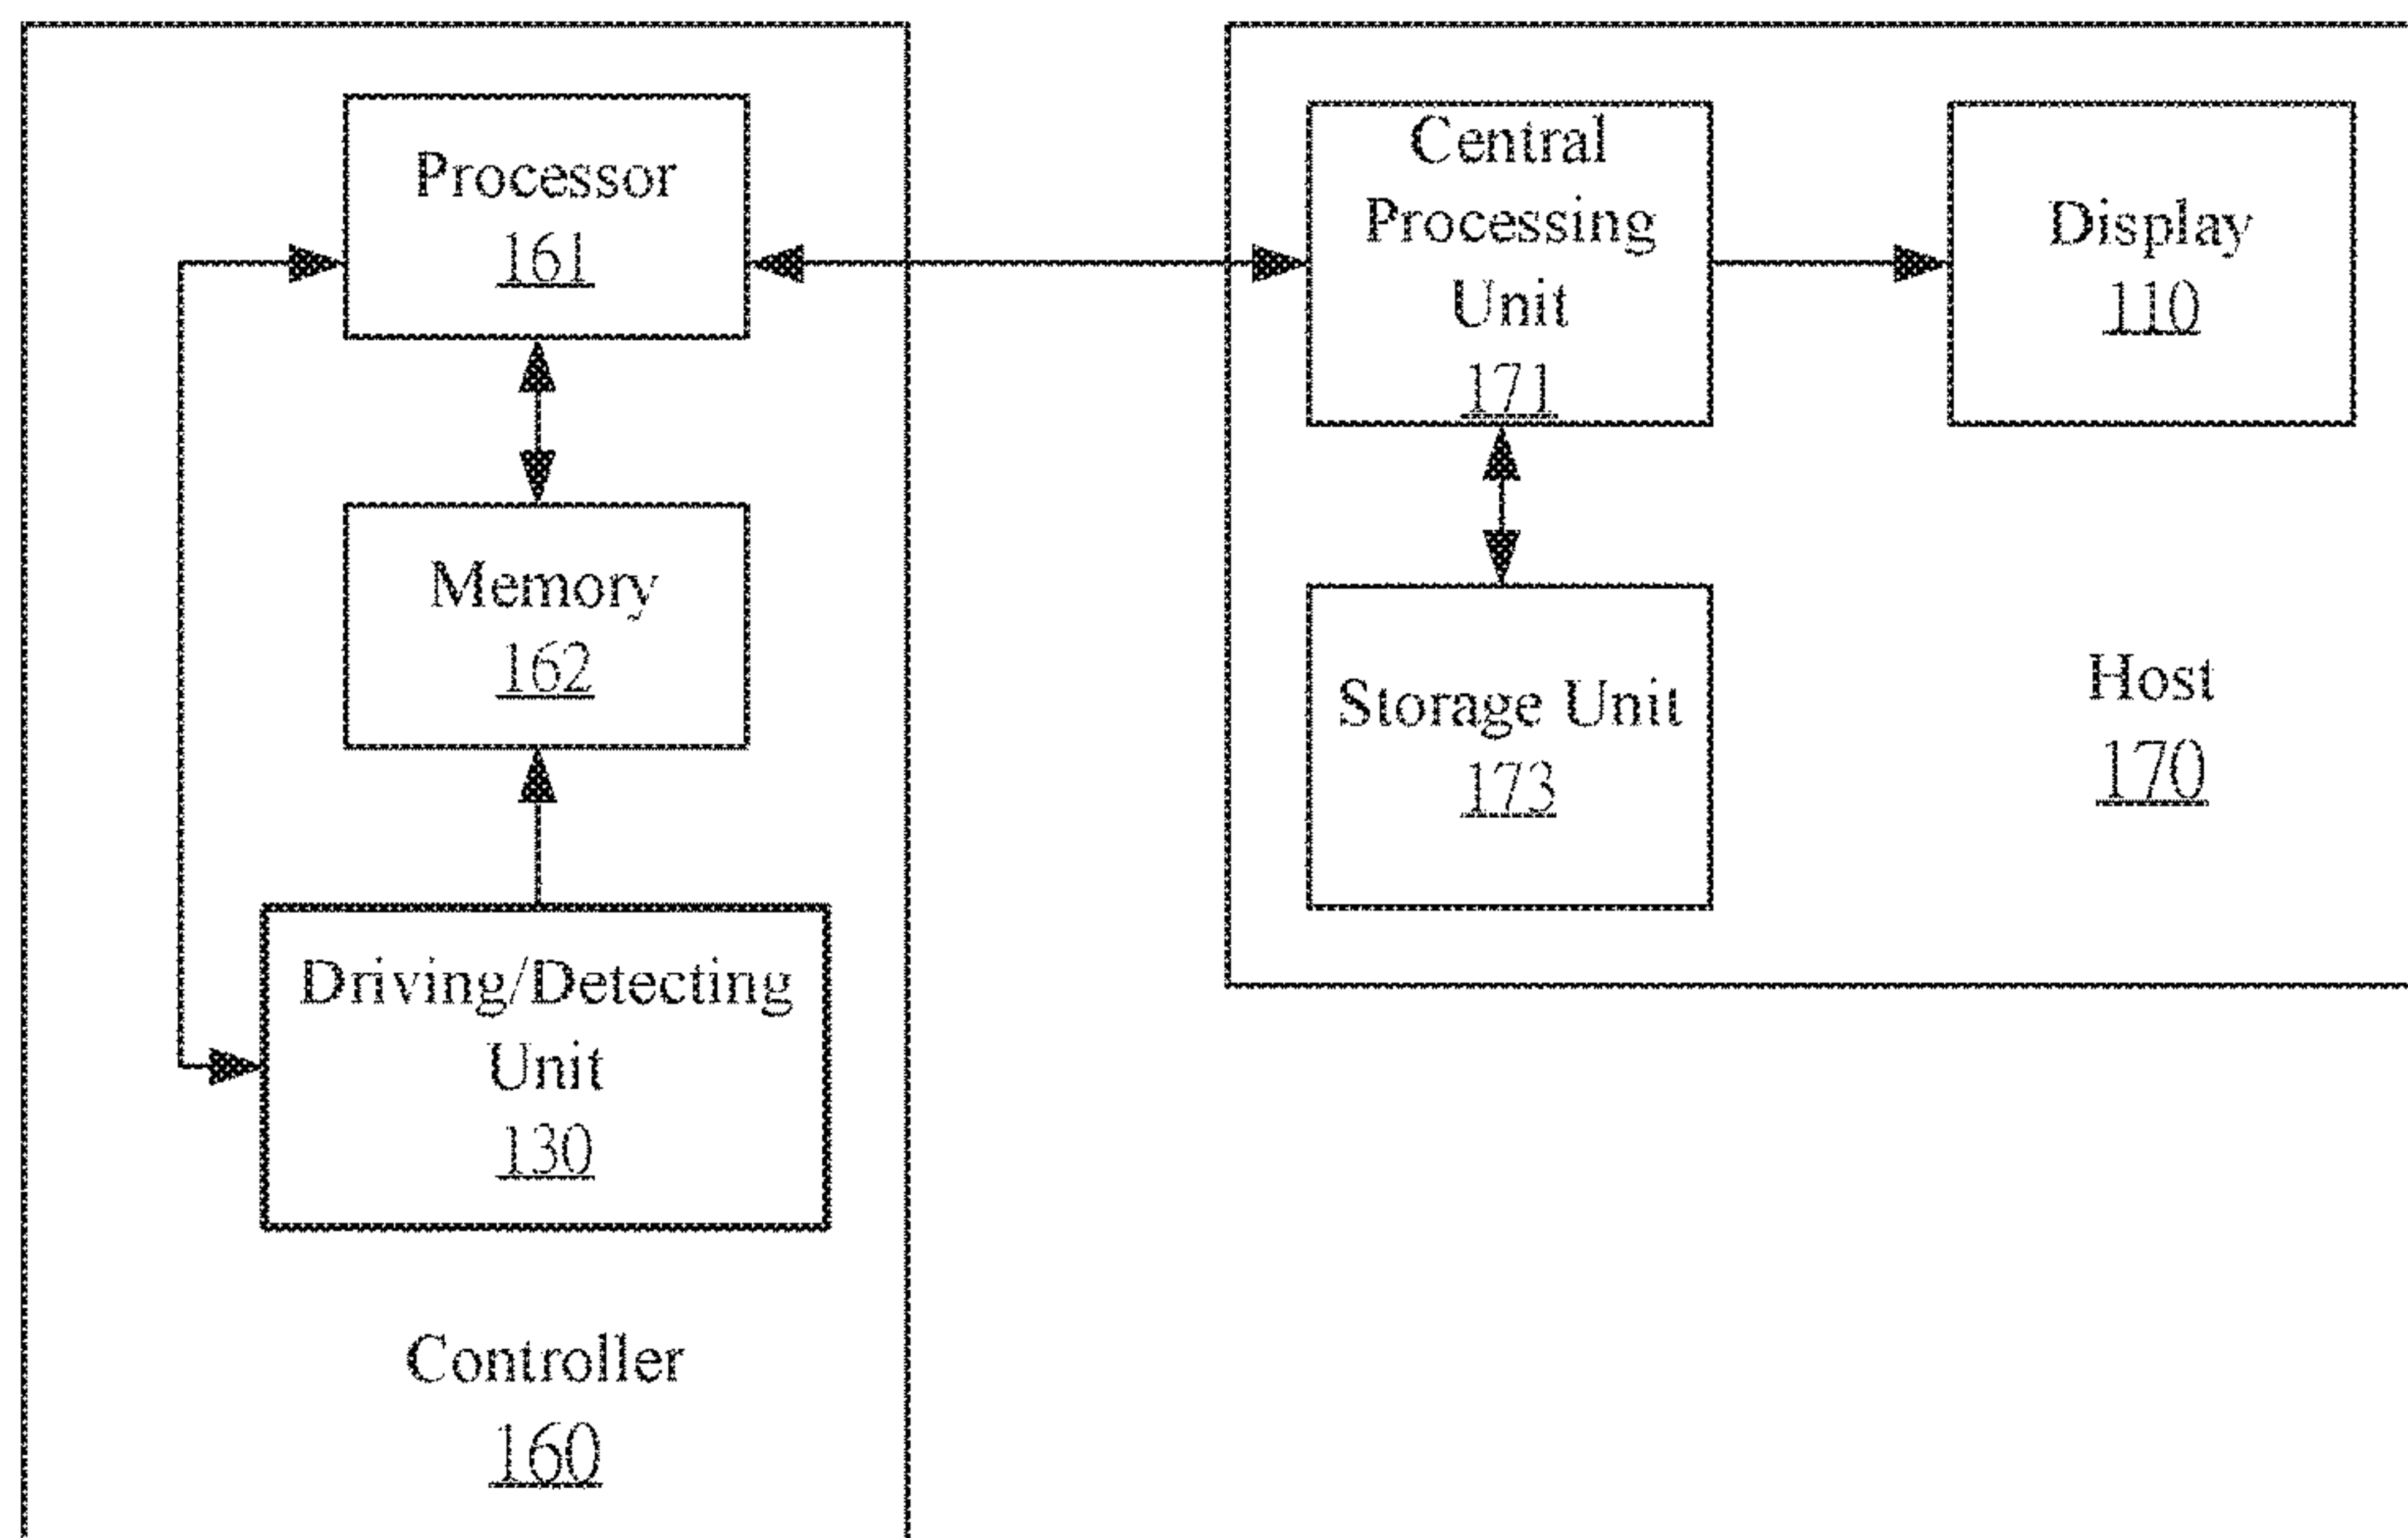 Processor
161
Memory
162
Driving/Detecting
Unit
130
Controller
160
Central
Processing
Unit
171
Display
110
Storage Unit
173
Host
170